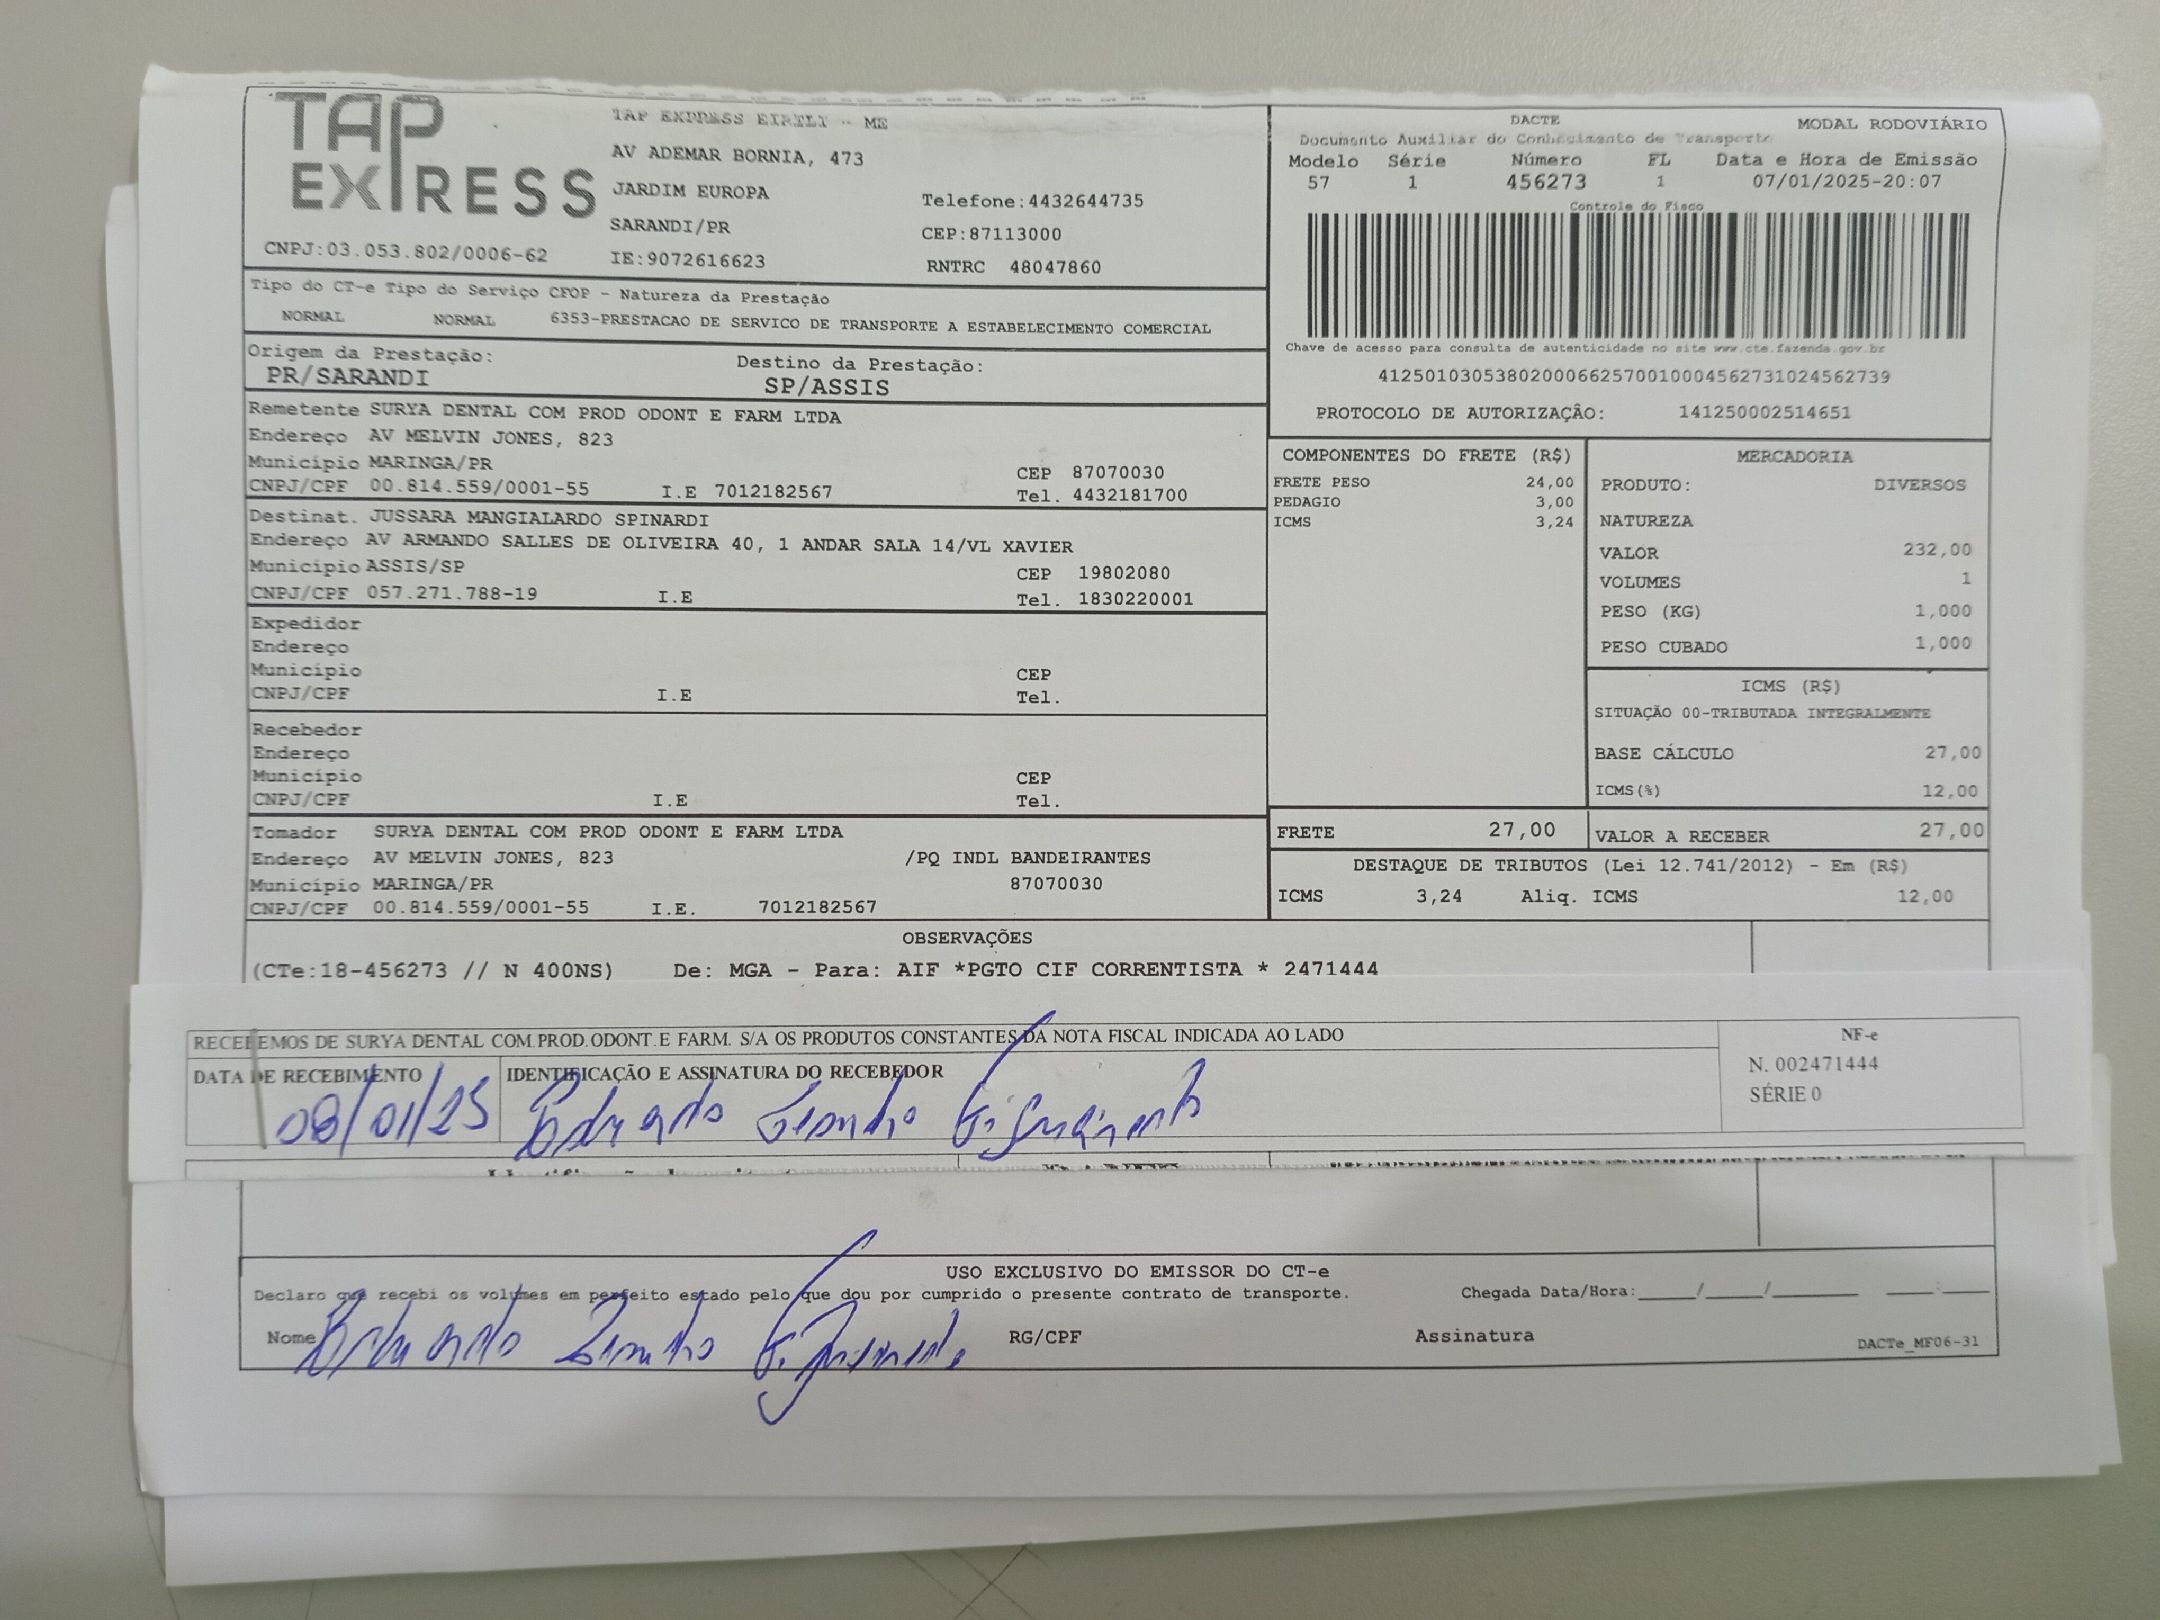 TAP EXPRESS
TAP EXPRESS EIRELI - ME
AV ADEMAR BORNIA, 473
JARDIM EUROPA
Telefone:4432644735
SARANDI/PR
CEP:87113000
CNPJ:03.053.802/0006-62
IE:9072616623
RNTRC 48047860
DACTE
MODAL RODOVIÁRIO
Documento Auxiliar do Conhecimento de Transporte
Modelo Série Número FL Data e Hora de Emissão
57 1 456273 1 07/01/2025-20:07
Controle do Fisco
Chave de acesso para consulta de autenticidade no site www.cte.fazenda.gov.br
41250103053802000662570010004562731024562739
PROTOCOLO DE AUTORIZAÇÃO: 141250002514651
Tipo do CT-e Tipo do Serviço CFOP - Natureza da Prestação
NORMAL NORMAL 6353-PRESTACAO DE SERVICO DE TRANSPORTE A ESTABELECIMENTO COMERCIAL
Origem da Prestação: Destino da Prestação:
PR/SARANDI SP/ASSIS
Remetente SURYA DENTAL COM PROD ODONT E FARM LTDA
Endereço AV MELVIN JONES, 823
Município MARINGA/PR CEP 87070030
CNPJ/CPF 00.814.559/0001-55 I.E 7012182567 Tel. 4432181700
Destinat. JUSSARA MANGIALARDO SPINARDI
Endereço AV ARMANDO SALLES DE OLIVEIRA 40, 1 ANDAR SALA 14/VL XAVIER
Município ASSIS/SP CEP 19802080
CNPJ/CPF 057.271.788-19 I.E Tel. 1830220001
Expedidor
Endereço
Município CEP
CNPJ/CPF I.E Tel.
Recebedor
Endereço
Município CEP
CNPJ/CPF I.E Tel.
Tomador SURYA DENTAL COM PROD ODONT E FARM LTDA
Endereço AV MELVIN JONES, 823 /PQ INDL BANDEIRANTES
Município MARINGA/PR 87070030
CNPJ/CPF 00.814.559/0001-55 I.E. 7012182567
COMPONENTES DO FRETE (R$)
FRETE PESO 24,00
PEDAGIO 3,00
ICMS 3,24
MERCADORIA
PRODUTO: DIVERSOS
NATUREZA
VALOR 232,00
VOLUMES 1
PESO (KG) 1,000
PESO CUBADO 1,000
ICMS (R$)
SITUAÇÃO 00-TRIBUTADA INTEGRALMENTE
BASE CÁLCULO 27,00
ICMS(%) 12,00
FRETE 27,00 VALOR A RECEBER 27,00
DESTAQUE DE TRIBUTOS (Lei 12.741/2012) - Em (R$)
ICMS 3,24 Aliq. ICMS 12,00
OBSERVAÇÕES
(CTe:18-456273 // N 400NS) De: MGA - Para: AIF *PGTO CIF CORRENTISTA * 2471444
RECEBEMOS DE SURYA DENTAL COM.PROD.ODONT.E FARM. S/A OS PRODUTOS CONSTANTES DA NOTA FISCAL INDICADA AO LADO
NF-e
N. 002471444
SÉRIE 0
DATA DE RECEBIMENTO IDENTIFICAÇÃO E ASSINATURA DO RECEBEDOR
08/01/25
USO EXCLUSIVO DO EMISSOR DO CT-e
Declaro que recebi os volumes em perfeito estado pelo que dou por cumprido o presente contrato de transporte. Chegada Data/Hora:____/____/______ ___:___
Nome RG/CPF Assinatura
DACTe_MF06-31